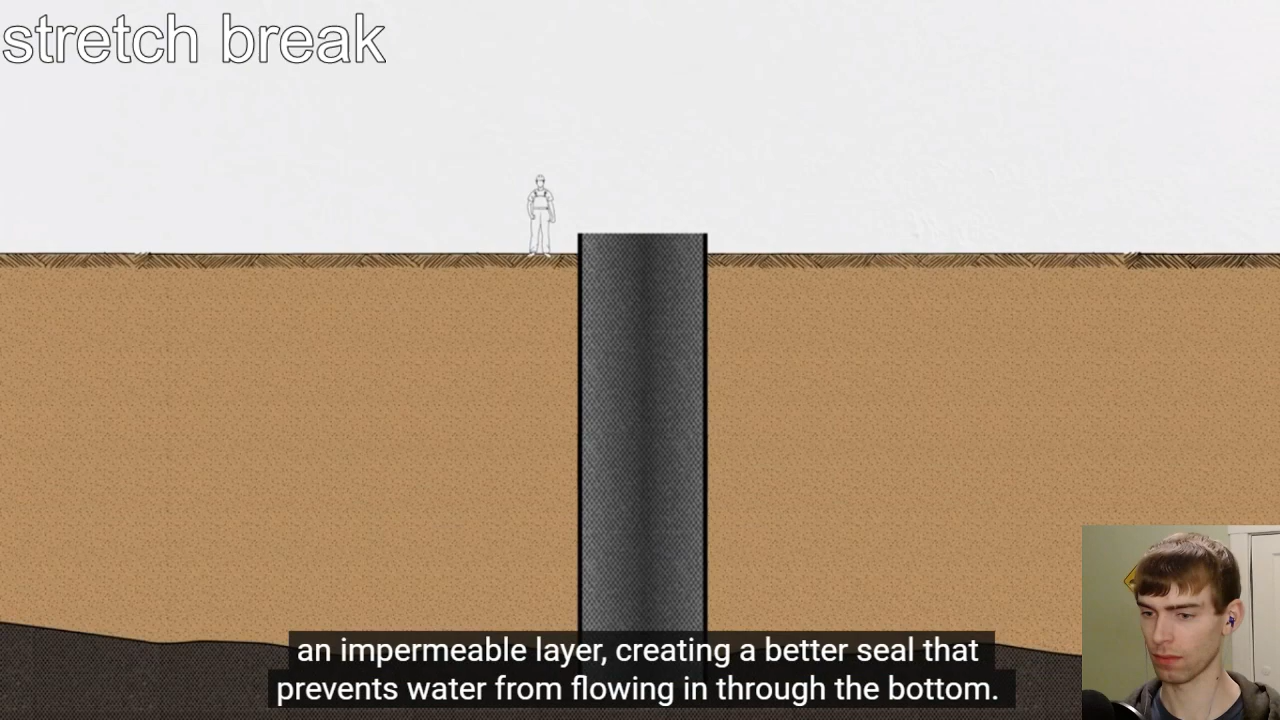 stretch break
an impermeable layer, creating a better seal that
prevents water from flowing in through the bottom.